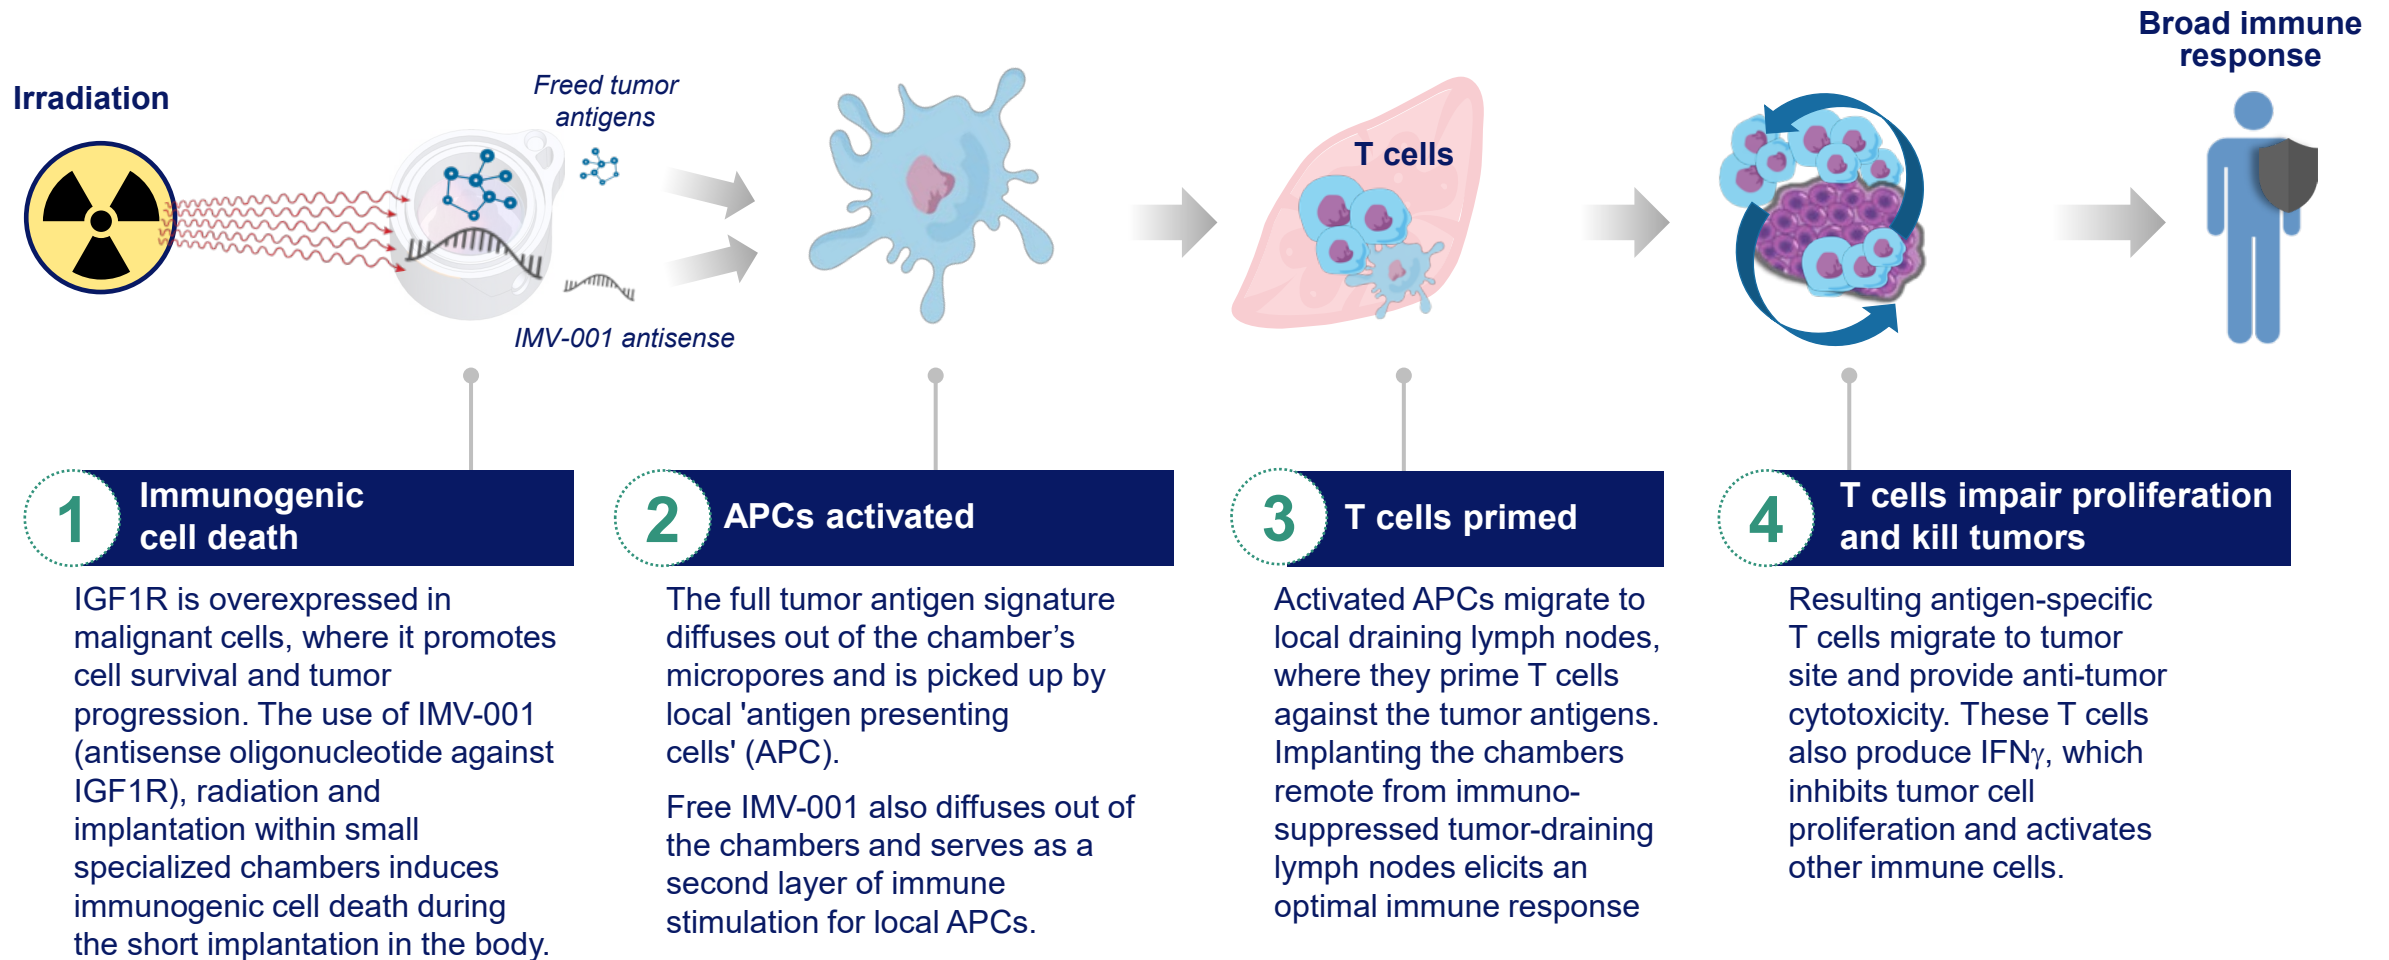 Broad immune
response
Irradiation
Freed tumor
antigens
T cells
IMV-001 antisense
1
Immunogenic
cell death
IGF1R is overexpressed in
malignant cells, where it promotes
cell survival and tumor
progression. The use of IMV-001
(antisense oligonucleotide against
IGF1R), radiation and
implantation within small
specialized chambers induces
immunogenic cell death during
the short implantation in the body.
2
APCs activated
The full tumor antigen signature
diffuses out of the chamber’s
micropores and is picked up by
local 'antigen presenting
cells' (APC).
Free IMV-001 also diffuses out of
the chambers and serves as a
second layer of immune
stimulation for local APCs.
3
T cells primed
Activated APCs migrate to
local draining lymph nodes,
where they prime T cells
against the tumor antigens.
Implanting the chambers
remote from immuno-
suppressed tumor-draining
lymph nodes elicits an
optimal immune response
4
T cells impair proliferation
and kill tumors
Resulting antigen-specific
T cells migrate to tumor
site and provide anti-tumor
cytotoxicity. These T cells
also produce IFNγ, which
inhibits tumor cell
proliferation and activates
other immune cells.